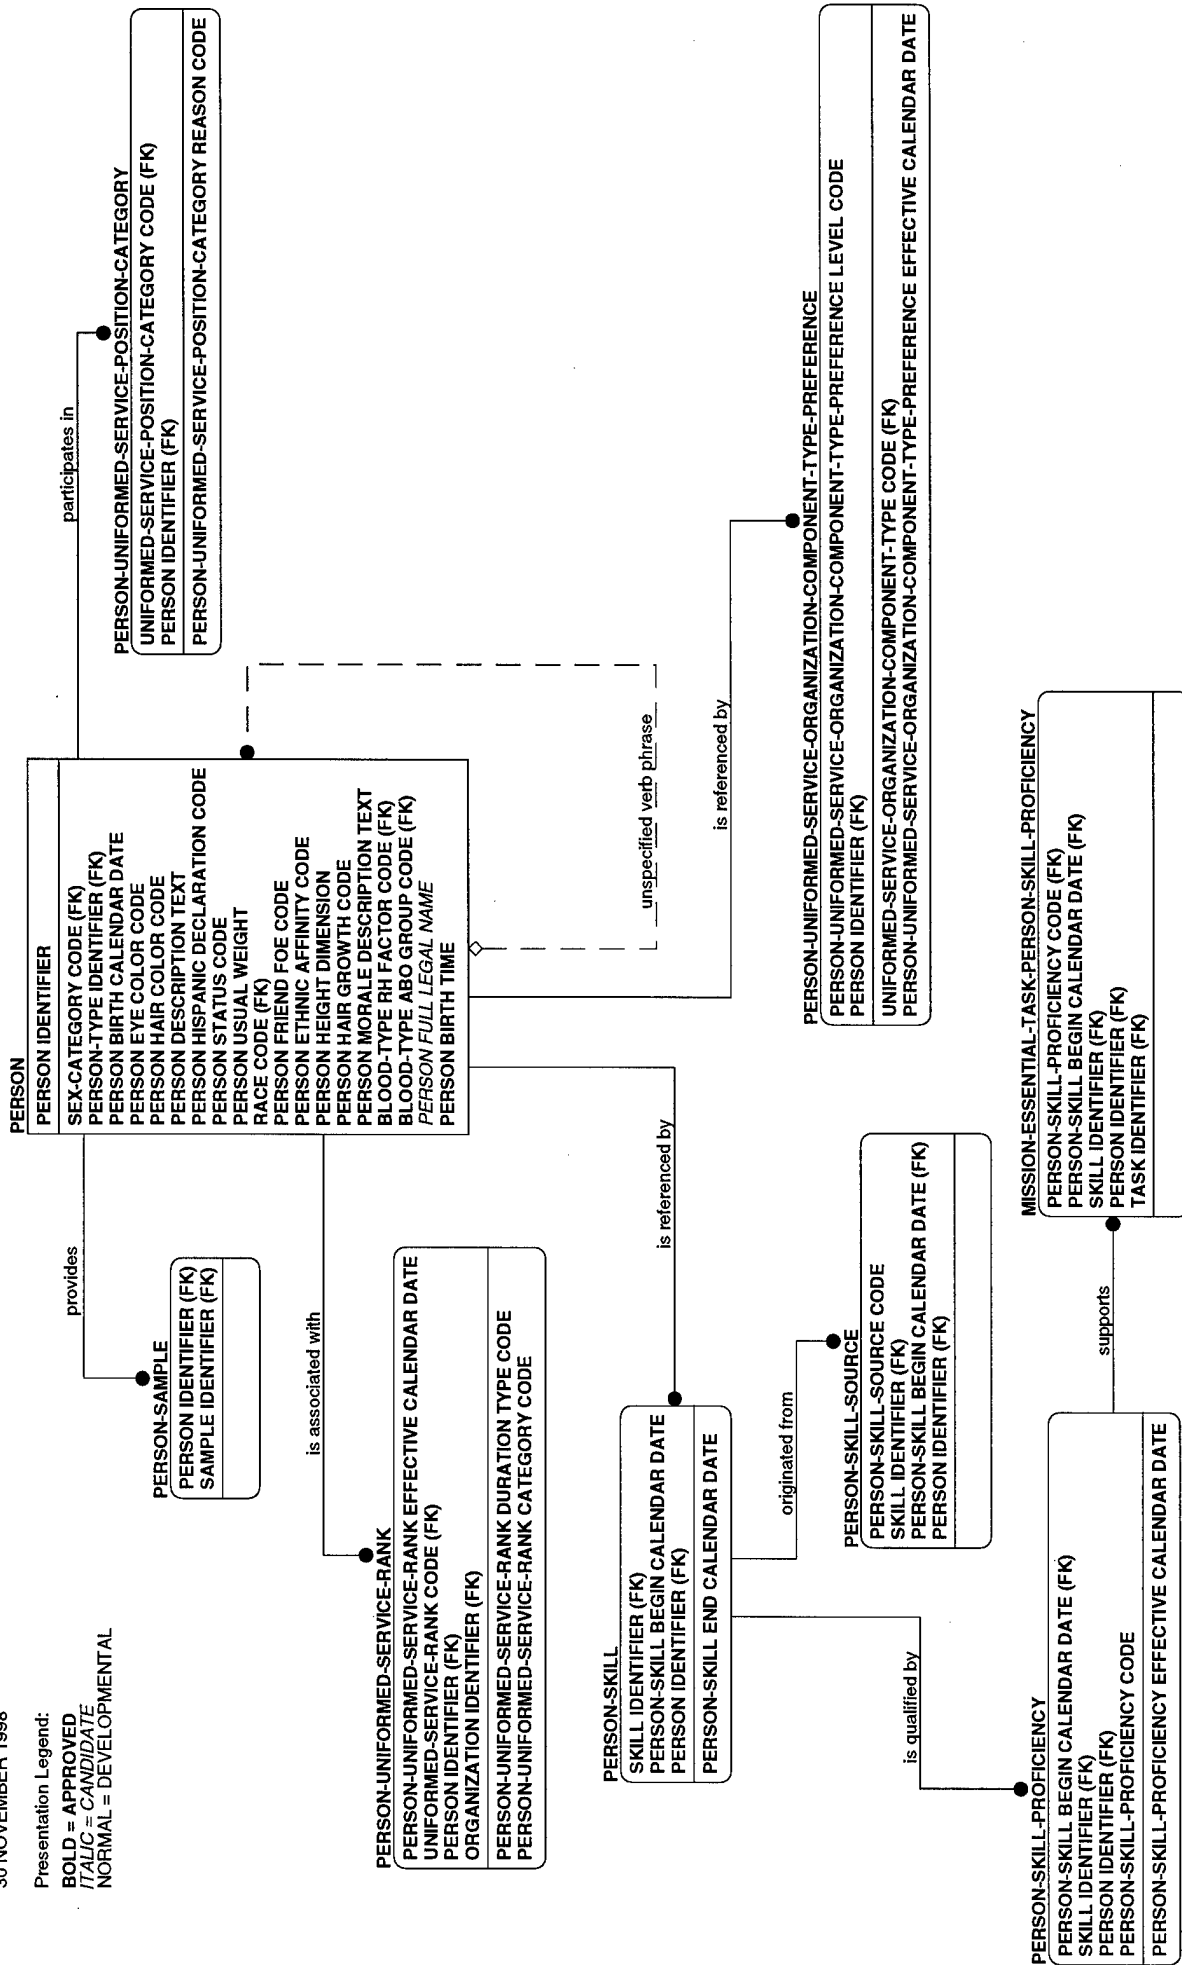 30 NOVEMBER 1998
Presentation Legend:
BOLD = APPROVED
ITALIC = CANDIDATE
NORMAL = DEVELOPMENTAL
PERSON
PERSON IDENTIFIER
SEX-CATEGORY CODE (FK)
PERSON-TYPE IDENTIFIER (FK)
PERSON BIRTH CALENDAR DATE
PERSON EYE COLOR CODE
PERSON HAIR COLOR CODE
PERSON DESCRIPTION TEXT
PERSON HISPANIC DECLARATION CODE
PERSON STATUS CODE
PERSON USUAL WEIGHT
RACE CODE (FK)
PERSON FRIEND FOE CODE
PERSON ETHNIC AFFINITY CODE
PERSON HEIGHT DIMENSION
PERSON HAIR GROWTH CODE
PERSON MORALE DESCRIPTION TEXT
BLOOD-TYPE RH FACTOR CODE (FK)
BLOOD-TYPE ABO GROUP CODE (FK)
PERSON FULL LEGAL NAME
PERSON BIRTH TIME
provides
participates in
PERSON-SAMPLE
PERSON IDENTIFIER (FK)
SAMPLE IDENTIFIER (FK)
PERSON-UNIFORMED-SERVICE-POSITION-CATEGORY
UNIFORMED-SERVICE-POSITION-CATEGORY CODE (FK)
PERSON IDENTIFIER (FK)
PERSON-UNIFORMED-SERVICE-POSITION-CATEGORY REASON CODE
is associated with
unspecified verb phrase
PERSON-UNIFORMED-SERVICE-RANK
PERSON-UNIFORMED-SERVICE-RANK EFFECTIVE CALENDAR DATE
UNIFORMED-SERVICE-RANK CODE (FK)
PERSON IDENTIFIER (FK)
ORGANIZATION IDENTIFIER (FK)
PERSON-UNIFORMED-SERVICE-RANK DURATION TYPE CODE
PERSON-UNIFORMED-SERVICE-RANK CATEGORY CODE
is referenced by
is referenced by
PERSON-SKILL
SKILL IDENTIFIER (FK)
PERSON-SKILL BEGIN CALENDAR DATE
PERSON IDENTIFIER (FK)
PERSON-SKILL END CALENDAR DATE
PERSON-UNIFORMED-SERVICE-ORGANIZATION-COMPONENT-TYPE-PREFERENCE
PERSON-UNIFORMED-SERVICE-ORGANIZATION-COMPONENT-TYPE-PREFERENCE LEVEL CODE
PERSON IDENTIFIER (FK)
UNIFORMED-SERVICE-ORGANIZATION-COMPONENT-TYPE CODE (FK)
PERSON-UNIFORMED-SERVICE-ORGANIZATION-COMPONENT-TYPE-PREFERENCE EFFECTIVE CALENDAR DATE
originated from
is qualified by
PERSON-SKILL-SOURCE
PERSON-SKILL-SOURCE CODE
SKILL IDENTIFIER (FK)
PERSON-SKILL BEGIN CALENDAR DATE (FK)
PERSON IDENTIFIER (FK)
PERSON-SKILL-PROFICIENCY
PERSON-SKILL BEGIN CALENDAR DATE (FK)
SKILL IDENTIFIER (FK)
PERSON IDENTIFIER (FK)
PERSON-SKILL-PROFICIENCY CODE
PERSON-SKILL-PROFICIENCY EFFECTIVE CALENDAR DATE
supports
MISSION-ESSENTIAL-TASK-PERSON-SKILL-PROFICIENCY
PERSON-SKILL-PROFICIENCY CODE (FK)
PERSON-SKILL BEGIN CALENDAR DATE (FK)
SKILL IDENTIFIER (FK)
PERSON IDENTIFIER (FK)
TASK IDENTIFIER (FK)